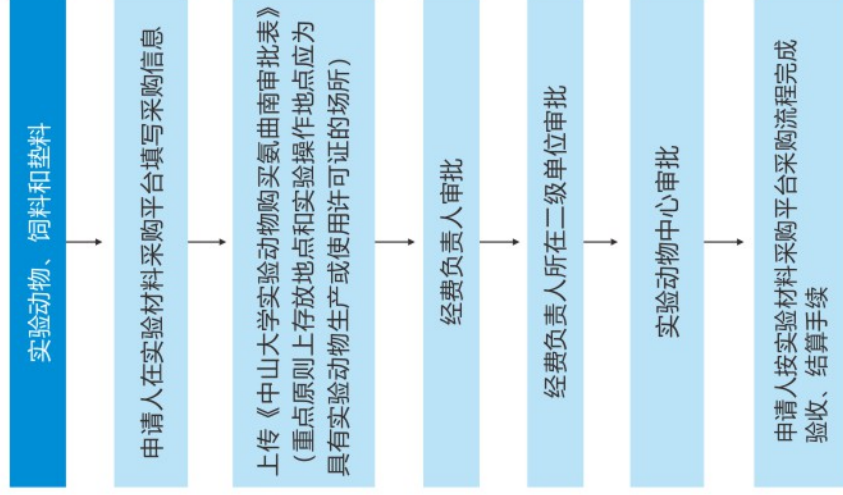 实验动物、饲料和垫料
申请人在实验材料采购平台填写采购信息
上传《中山大学实验动物购买氨曲南审批表》
（重点原则上存放地点和实验操作地点应为
具有实验动物生产或使用许可证的场所）
经费负责人审批
经费负责人所在二级单位审批
实验动物中心审批
申请人按实验材料采购平台采购流程完成
验收、结算手续